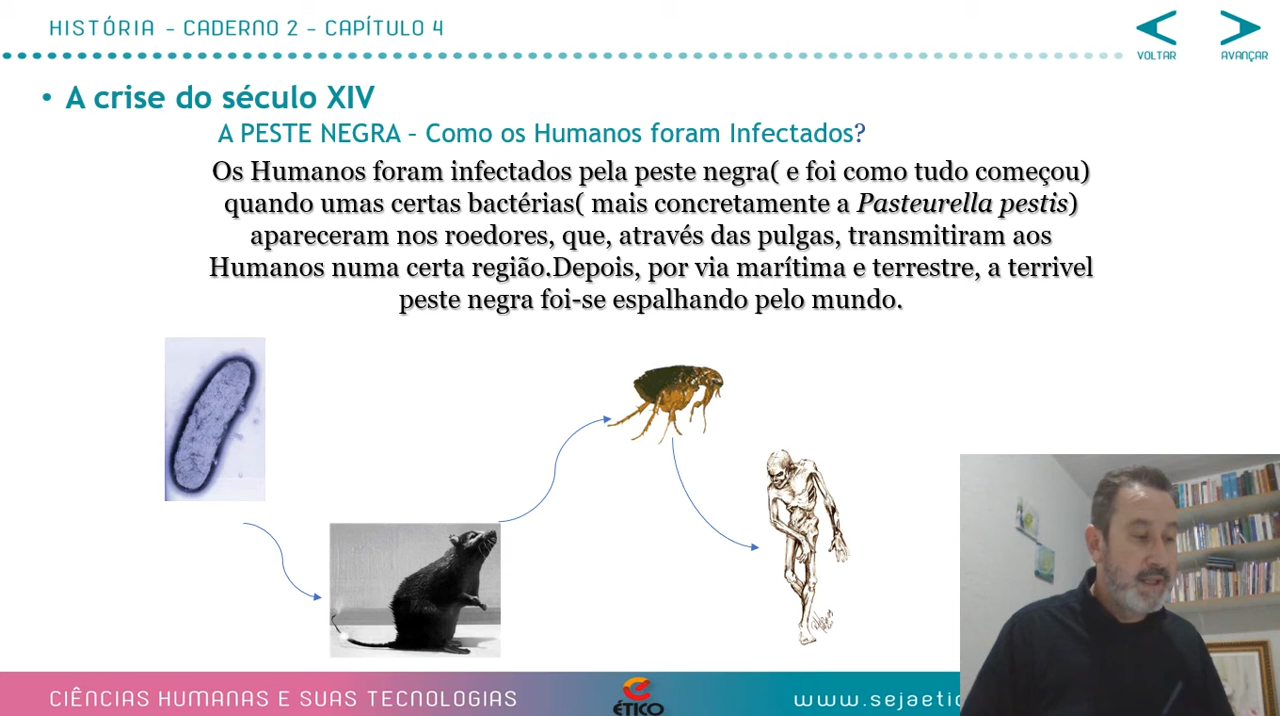 HISTÓRIA - CADERNO 2 - CAPÍTULO 4
VOLTAR
AVANÇAR
• A crise do século XIV
A PESTE NEGRA – Como os Humanos foram Infectados?
Os Humanos foram infectados pela peste negra( e foi como tudo começou)
quando umas certas bactérias( mais concretamente a Pasteurella pestis)
apareceram nos roedores, que, através das pulgas, transmitiram aos
Humanos numa certa região.Depois, por via marítima e terrestre, a terrivel
peste negra foi-se espalhando pelo mundo.
CIÊNCIAS HUMANAS E SUAS TECNOLOGIAS
ÉTICO
www.sejaetic